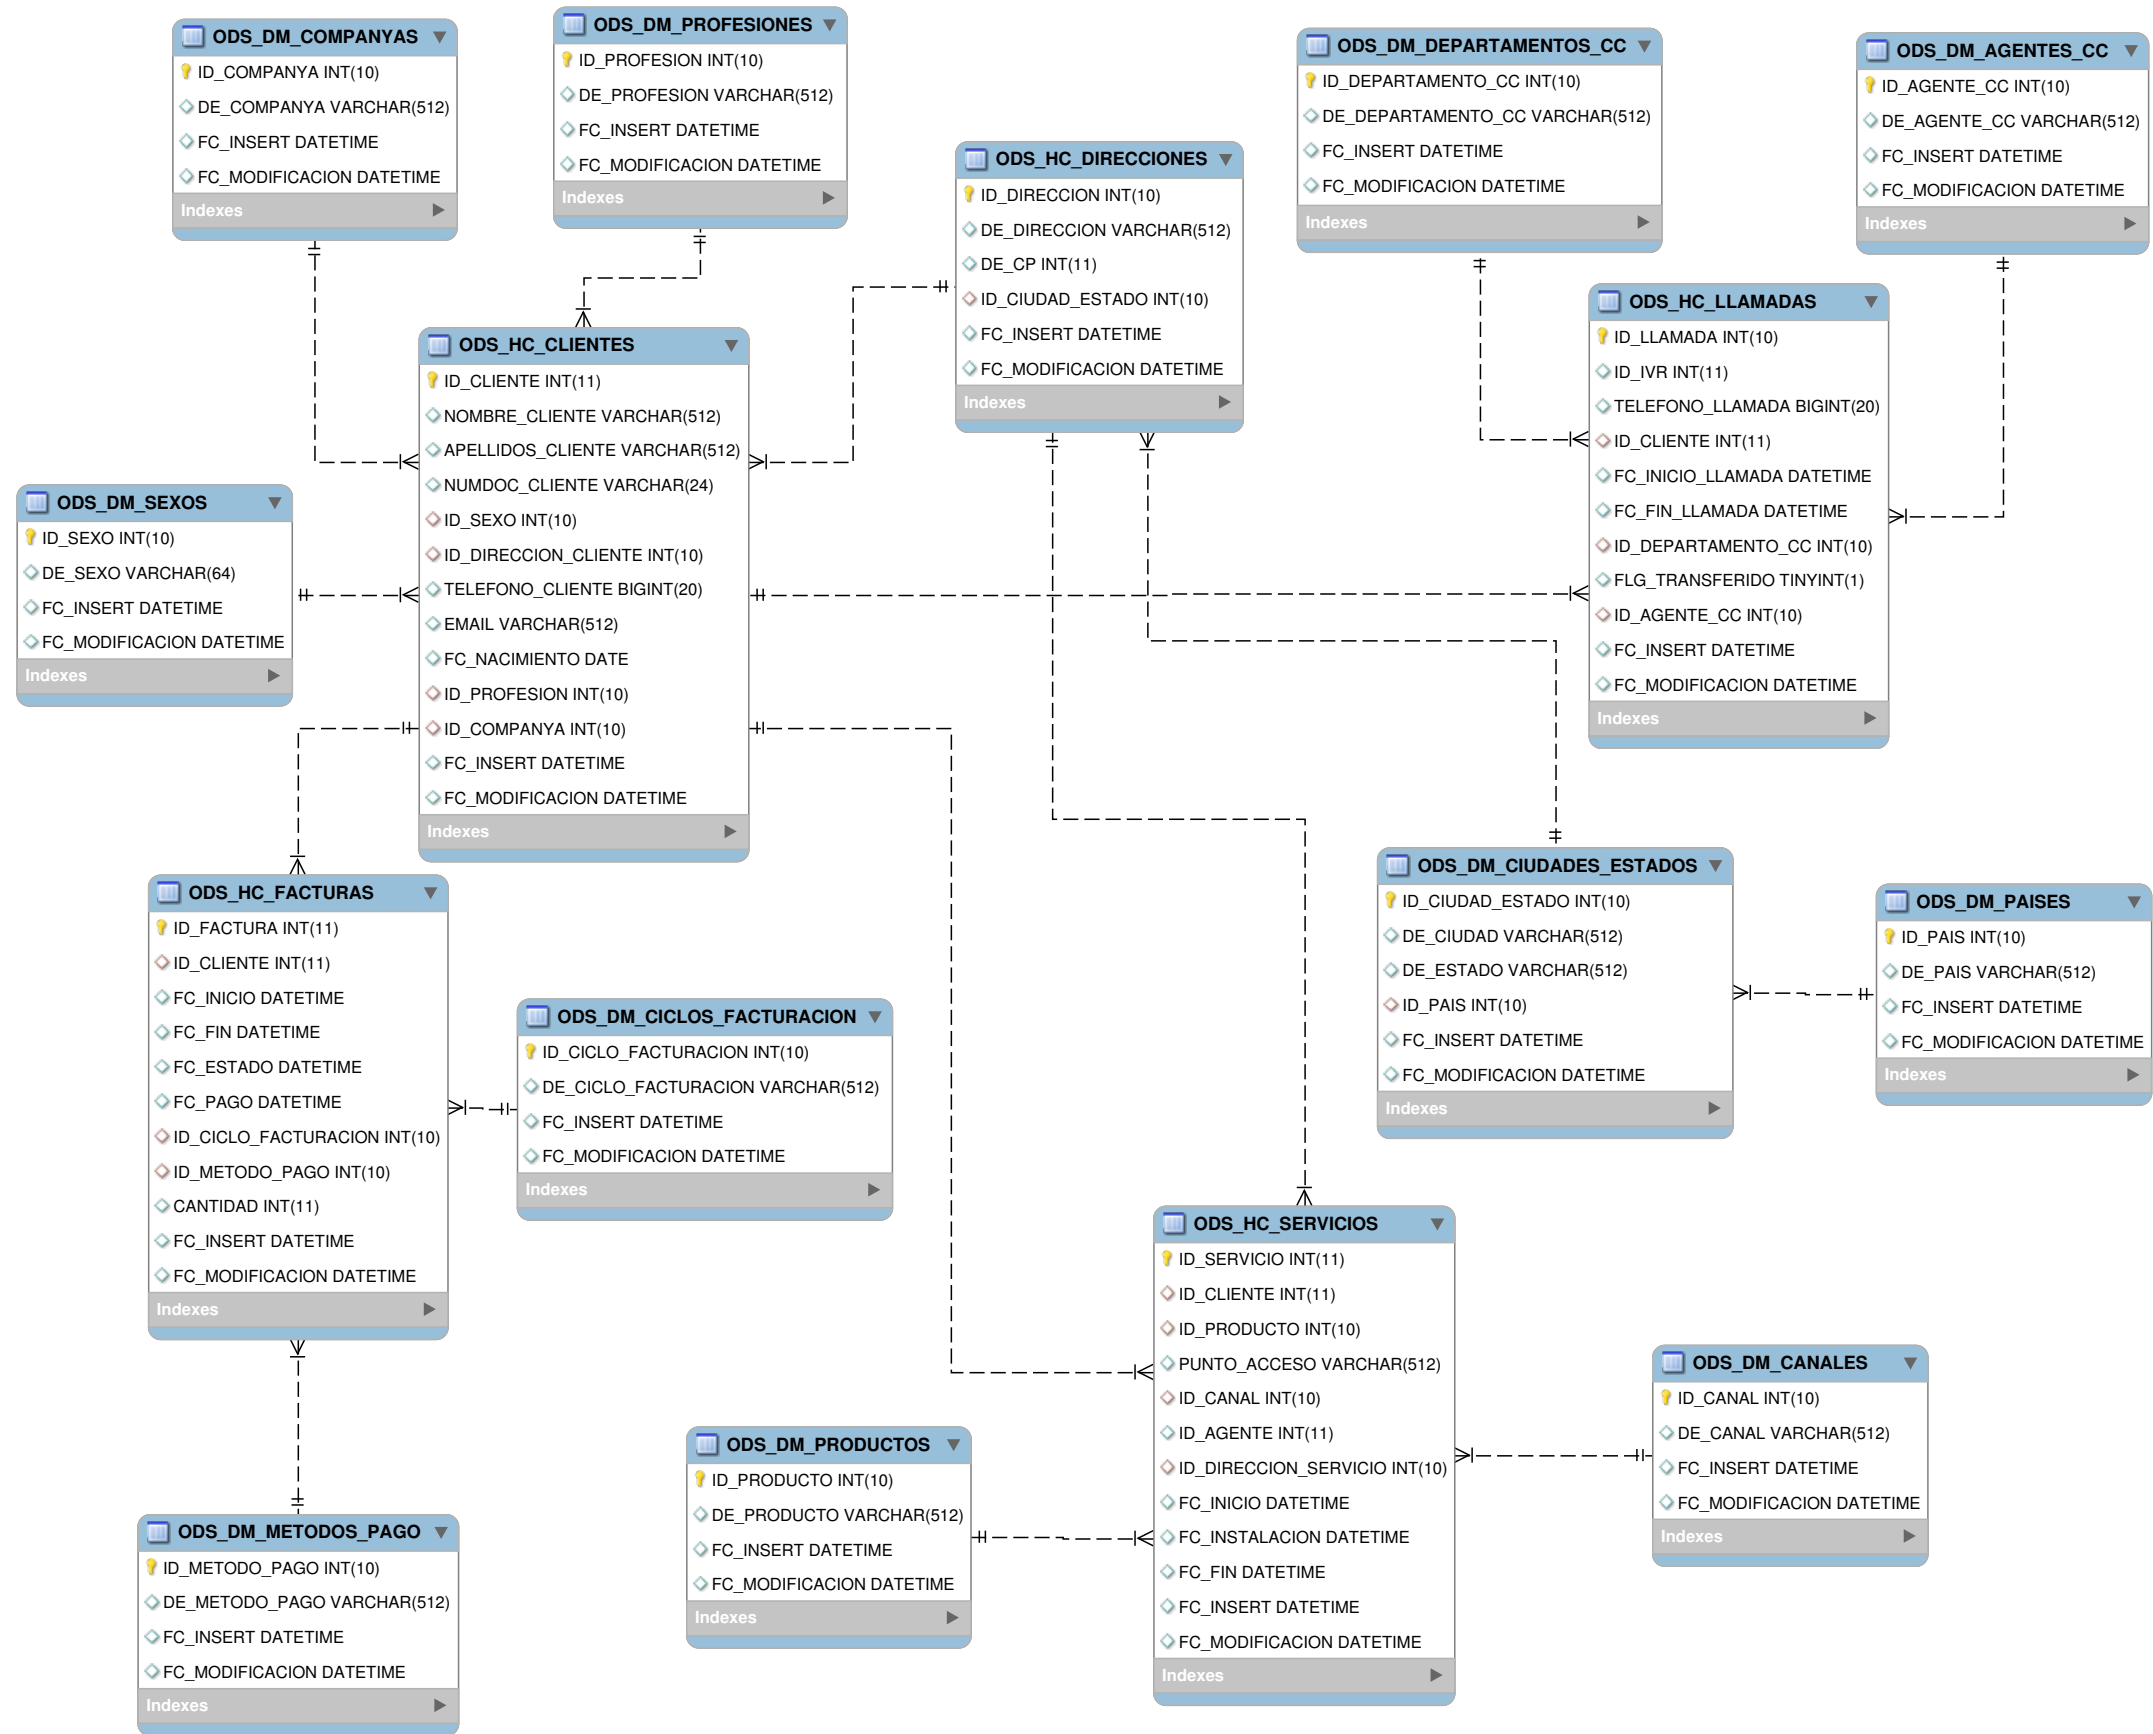 ODS_DM_COMPANYAS
ID_COMPANYA INT(10)
DE_COMPANYA VARCHAR(512)
FC_INSERT DATETIME
FC_MODIFICACION DATETIME
Indexes
ODS_DM_PROFESIONES
ID_PROFESION INT(10)
DE_PROFESION VARCHAR(512)
FC_INSERT DATETIME
FC_MODIFICACION DATETIME
Indexes
ODS_HC_DIRECCIONES
ID_DIRECCION INT(10)
DE_DIRECCION VARCHAR(512)
DE_CP INT(11)
ID_CIUDAD_ESTADO INT(10)
FC_INSERT DATETIME
FC_MODIFICACION DATETIME
Indexes
ODS_DM_DEPARTAMENTOS_CC
ID_DEPARTAMENTO_CC INT(10)
DE_DEPARTAMENTO_CC VARCHAR(512)
FC_INSERT DATETIME
FC_MODIFICACION DATETIME
Indexes
ODS_DM_AGENTES_CC
ID_AGENTE_CC INT(10)
DE_AGENTE_CC VARCHAR(512)
FC_INSERT DATETIME
FC_MODIFICACION DATETIME
Indexes
ODS_HC_LLAMADAS
ID_LLAMADA INT(10)
ID_IVR INT(11)
TELEFONO_LLAMADA BIGINT(20)
ID_CLIENTE INT(11)
FC_INICIO_LLAMADA DATETIME
FC_FIN_LLAMADA DATETIME
ID_DEPARTAMENTO_CC INT(10)
FLG_TRANSFERIDO TINYINT(1)
ID_AGENTE_CC INT(10)
FC_INSERT DATETIME
FC_MODIFICACION DATETIME
Indexes
ODS_HC_CLIENTES
ID_CLIENTE INT(11)
NOMBRE_CLIENTE VARCHAR(512)
APELLIDOS_CLIENTE VARCHAR(512)
NUMDOC_CLIENTE VARCHAR(24)
ID_SEXO INT(10)
ID_DIRECCION_CLIENTE INT(10)
TELEFONO_CLIENTE BIGINT(20)
EMAIL VARCHAR(512)
FC_NACIMIENTO DATE
ID_PROFESION INT(10)
ID_COMPANYA INT(10)
FC_INSERT DATETIME
FC_MODIFICACION DATETIME
Indexes
ODS_DM_SEXOS
ID_SEXO INT(10)
DE_SEXO VARCHAR(64)
FC_INSERT DATETIME
FC_MODIFICACION DATETIME
Indexes
ODS_HC_FACTURAS
ID_FACTURA INT(11)
ID_CLIENTE INT(11)
FC_INICIO DATETIME
FC_FIN DATETIME
FC_ESTADO DATETIME
FC_PAGO DATETIME
ID_CICLO_FACTURACION INT(10)
ID_METODO_PAGO INT(10)
CANTIDAD INT(11)
FC_INSERT DATETIME
FC_MODIFICACION DATETIME
Indexes
ODS_DM_CICLOS_FACTURACION
ID_CICLO_FACTURACION INT(10)
DE_CICLO_FACTURACION VARCHAR(512)
FC_INSERT DATETIME
FC_MODIFICACION DATETIME
Indexes
ODS_DM_CIUDADES_ESTADOS
ID_CIUDAD_ESTADO INT(10)
DE_CIUDAD VARCHAR(512)
DE_ESTADO VARCHAR(512)
ID_PAIS INT(10)
FC_INSERT DATETIME
FC_MODIFICACION DATETIME
Indexes
ODS_DM_PAISES
ID_PAIS INT(10)
DE_PAIS VARCHAR(512)
FC_INSERT DATETIME
FC_MODIFICACION DATETIME
Indexes
ODS_HC_SERVICIOS
ID_SERVICIO INT(11)
ID_CLIENTE INT(11)
ID_PRODUCTO INT(10)
PUNTO_ACCESO VARCHAR(512)
ID_CANAL INT(10)
ID_AGENTE INT(11)
ID_DIRECCION_SERVICIO INT(10)
FC_INICIO DATETIME
FC_INSTALACION DATETIME
FC_FIN DATETIME
FC_INSERT DATETIME
FC_MODIFICACION DATETIME
Indexes
ODS_DM_CANALES
ID_CANAL INT(10)
DE_CANAL VARCHAR(512)
FC_INSERT DATETIME
FC_MODIFICACION DATETIME
Indexes
ODS_DM_PRODUCTOS
ID_PRODUCTO INT(10)
DE_PRODUCTO VARCHAR(512)
FC_INSERT DATETIME
FC_MODIFICACION DATETIME
Indexes
ODS_DM_METODOS_PAGO
ID_METODO_PAGO INT(10)
DE_METODO_PAGO VARCHAR(512)
FC_INSERT DATETIME
FC_MODIFICACION DATETIME
Indexes